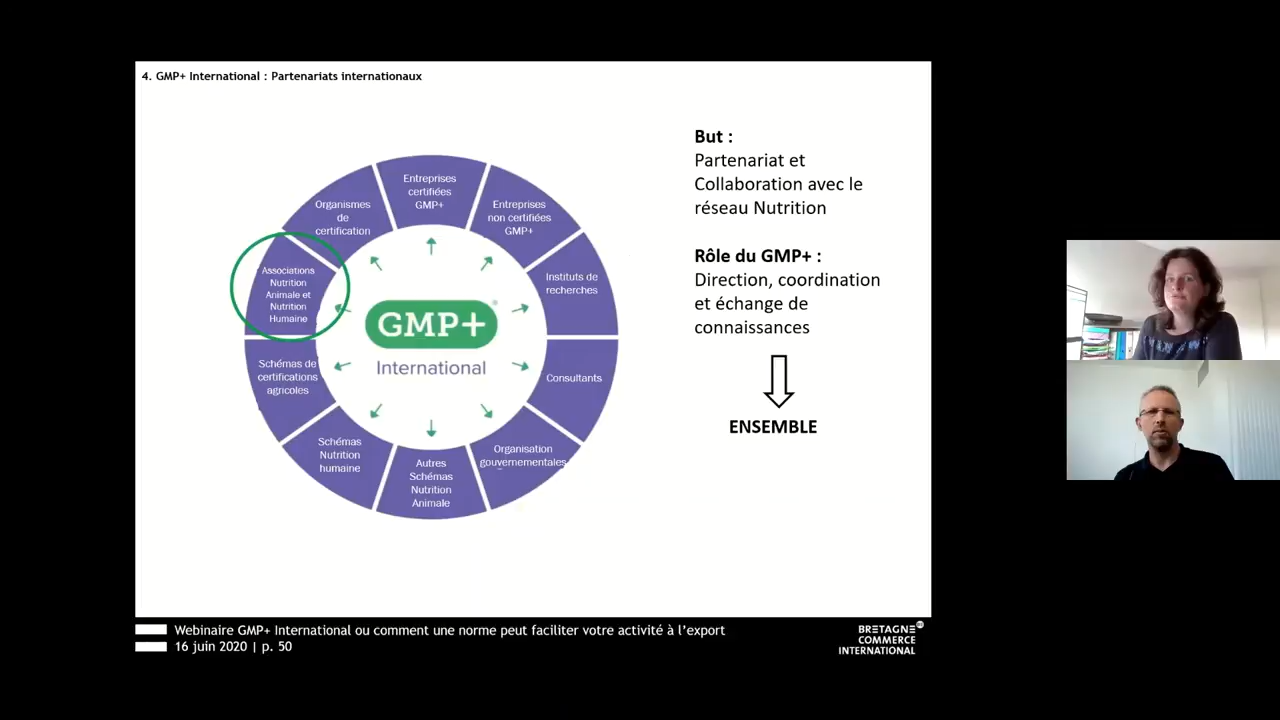 4. GMP+ International : Partenariats internationaux
Entreprises
certifiées
GMP+
Entreprises
non certifiées
GMP+
Instituts de
recherches
Consultants
Organisation
gouvernementales
Autres
Schémas
Nutrition
Animale
Schémas
Nutrition
humaine
Schémas de
certifications
agricoles
Associations
Nutrition
Animale et
Nutrition
Humaine
Organismes
de
certification
GMP+
International
But :
Partenariat et
Collaboration avec le
réseau Nutrition
Rôle du GMP+ :
Direction, coordination
et échange de
connaissances
ENSEMBLE
Webinaire GMP+ International ou comment une norme peut faciliter votre activité à l’export
16 juin 2020 | p. 50
BRETAGNE
COMMERCE
INTERNATIONAL